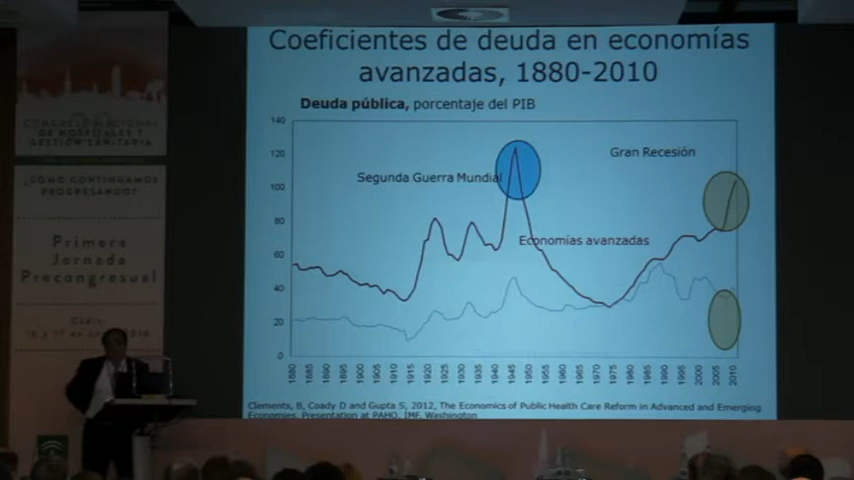 Coeficientes de deuda en economías
avanzadas, 1880-2010
Deuda pública, porcentaje del PIB
140
120
100
80
60
40
20
0
Segunda Guerra Mundial
Gran Recesión
Economías avanzadas
1880 1885 1890 1895 1900 1905 1910 1915 1920 1925 1930 1935 1940 1945 1950 1955 1960 1965 1970 1975 1980 1985 1990 1995 2000 2005 2010
Clements, B, Coady D and Gupta S, 2012, The Economics of Public Health Care Reform in Advanced and Emerging
Economies. Presentation at PAHO, IMF, Washington
CONGRESO NACIONAL
DE HOSPITALES Y
GESTIÓN SANITARIA
¿CÓMO CONTINUAMOS
PROGRESANDO?
Primera
Jornada
Precongresual